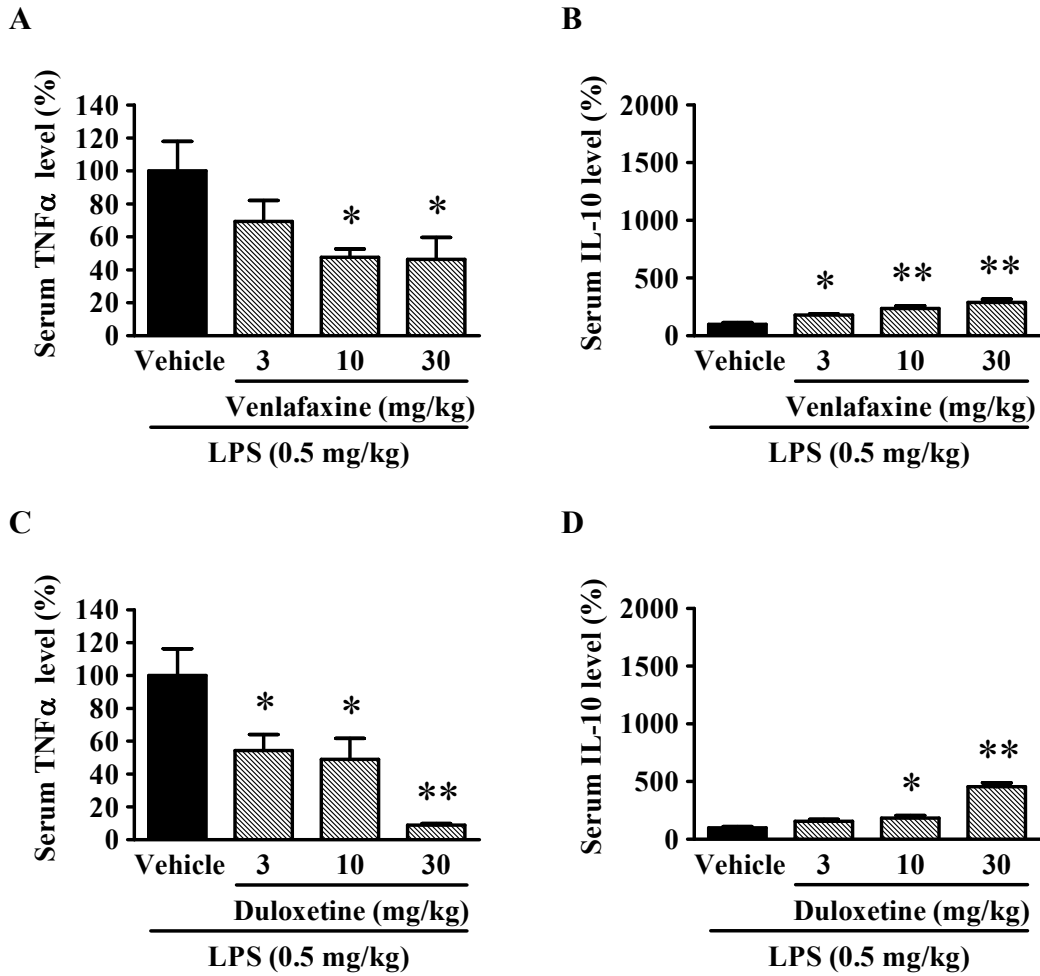 A
Serum TNFα level (%)
140
120
100
80
60
40
20
0
*
*
Vehicle 3 10 30
Venlafaxine (mg/kg)
LPS (0.5 mg/kg)
B
Serum IL-10 level (%)
2000
1500
1000
500
0
*
**
**
Vehicle 3 10 30
Venlafaxine (mg/kg)
LPS (0.5 mg/kg)
C
Serum TNFα level (%)
140
120
100
80
60
40
20
0
*
*
**
Vehicle 3 10 30
Duloxetine (mg/kg)
LPS (0.5 mg/kg)
D
Serum IL-10 level (%)
2000
1500
1000
500
0
*
**
Vehicle 3 10 30
Duloxetine (mg/kg)
LPS (0.5 mg/kg)